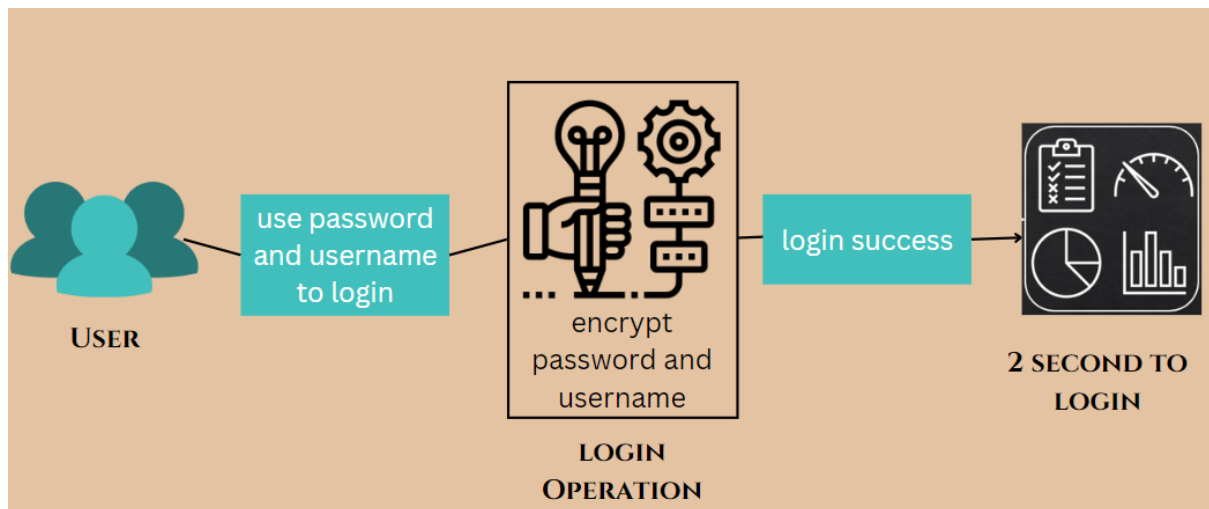 USER
use password
and username
to login
encrypt
password and
username
LOGIN
OPERATION
login success
2 SECOND TO
LOGIN